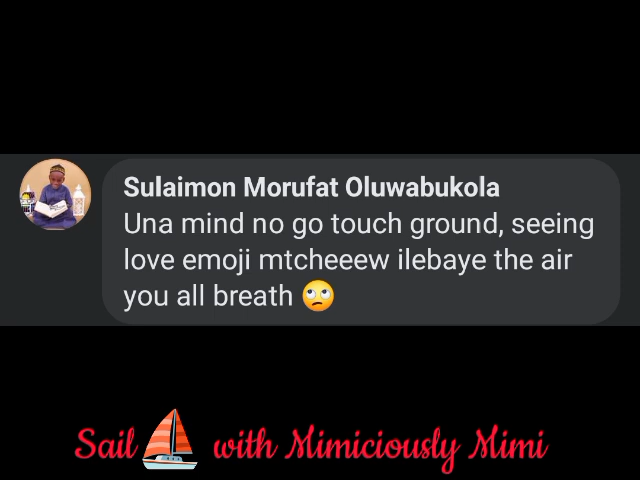 Sulaimon Morufat Oluwabukola
Una mind no go touch ground, seeing
love emoji mtcheeew ilebaye the air
you all breath 🙄
Sail⛵ with Mimiciously Mimi